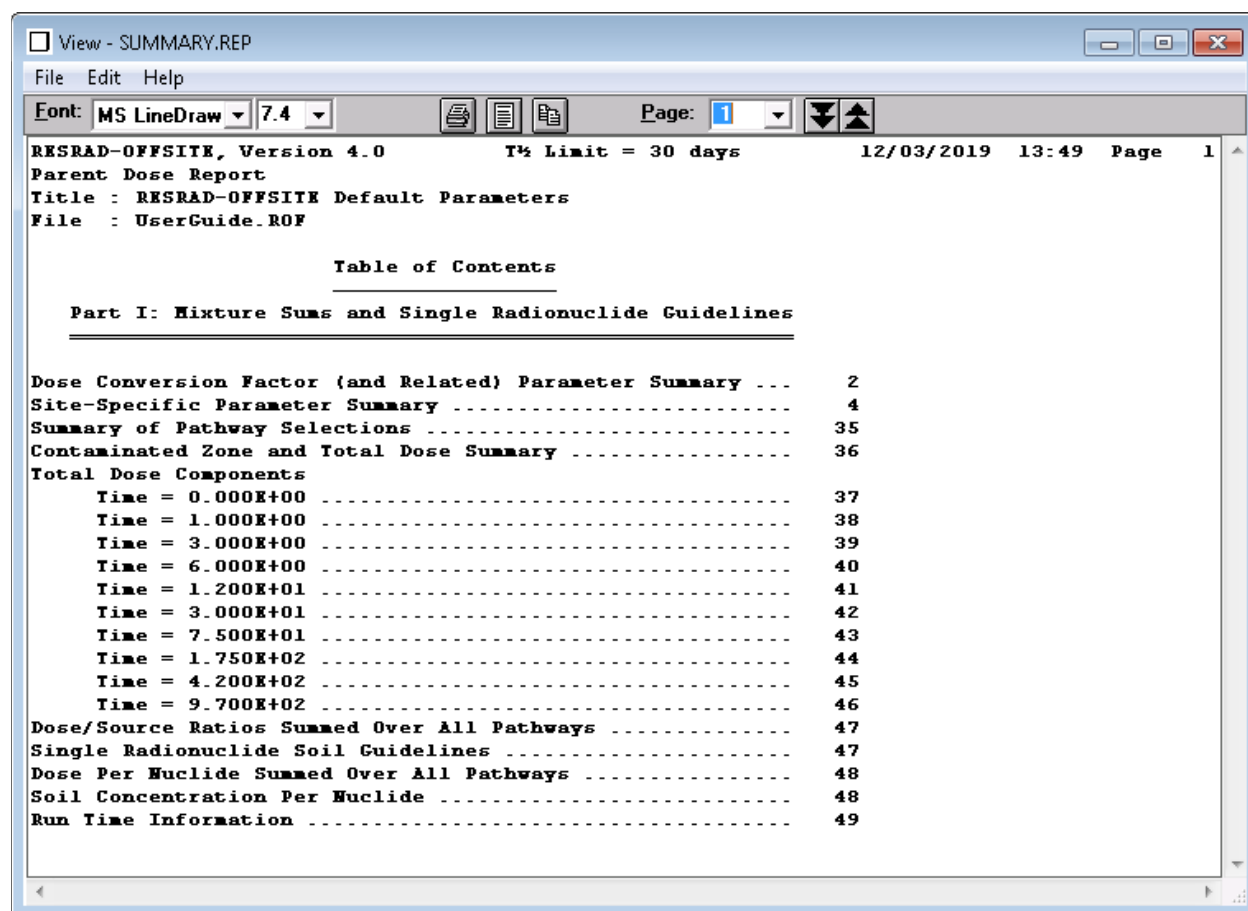 View - SUMMARY.REP
File Edit Help
Font: MS LineDraw 7.4 Page: 1
RESRAD-OFFSITE, Version 4.0 T½ Limit = 30 days 12/03/2019 13:49 Page 1
Parent Dose Report
Title : RESRAD-OFFSITE Default Parameters
File : UserGuide.ROF
Table of Contents
Part I: Mixture Sums and Single Radionuclide Guidelines
Dose Conversion Factor (and Related) Parameter Summary ... 2
Site-Specific Parameter Summary .......................... 4
Summary of Pathway Selections ............................ 35
Contaminated Zone and Total Dose Summary ................. 36
Total Dose Components
Time = 0.000E+00 .................................... 37
Time = 1.000E+00 .................................... 38
Time = 3.000E+00 .................................... 39
Time = 6.000E+00 .................................... 40
Time = 1.200E+01 .................................... 41
Time = 3.000E+01 .................................... 42
Time = 7.500E+01 .................................... 43
Time = 1.750E+02 .................................... 44
Time = 4.200E+02 .................................... 45
Time = 9.700E+02 .................................... 46
Dose/Source Ratios Summed Over All Pathways .............. 47
Single Radionuclide Soil Guidelines ...................... 47
Dose Per Nuclide Summed Over All Pathways ................ 48
Soil Concentration Per Nuclide ........................... 48
Run Time Information ..................................... 49